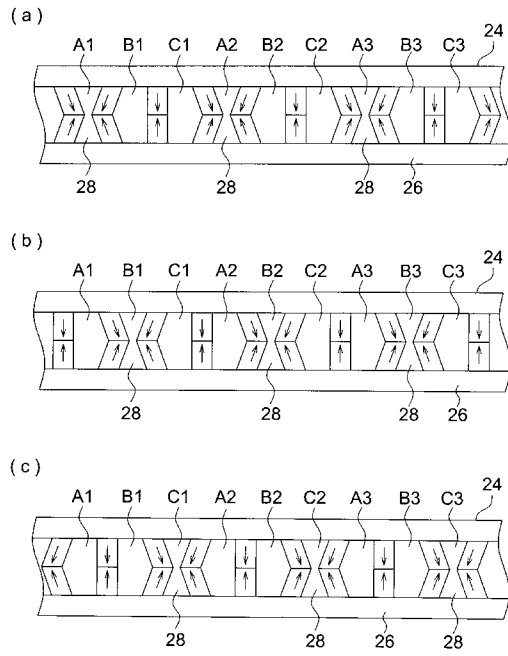 (a)
A1 B1 C1 A2 B2 C2 A3 B3 C3 24
28 28 28 26
(b)
A1 B1 C1 A2 B2 C2 A3 B3 C3 24
28 28 28 26
(c)
A1 B1 C1 A2 B2 C2 A3 B3 C3 24
28 28 26 28